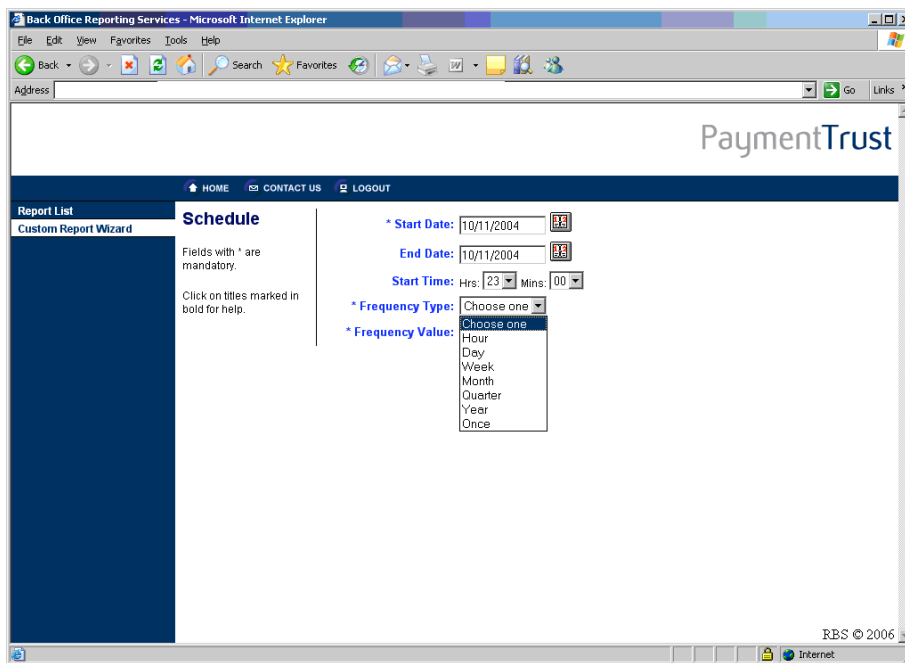 Back Office Reporting Services - Microsoft Internet Explorer
File Edit View Favorites Tools Help
Back Search Favorites
Address Go Links
PaymentTrust
HOME CONTACT US LOGOUT
Report List
Custom Report Wizard
Schedule
Fields with * are
mandatory.
Click on titles marked in
bold for help.
* Start Date: 10/11/2004
End Date: 10/11/2004
Start Time: Hrs: 23 Mins: 00
* Frequency Type: Choose one
* Frequency Value:
Choose one
Hour
Day
Week
Month
Quarter
Year
Once
RBS © 2006
Internet